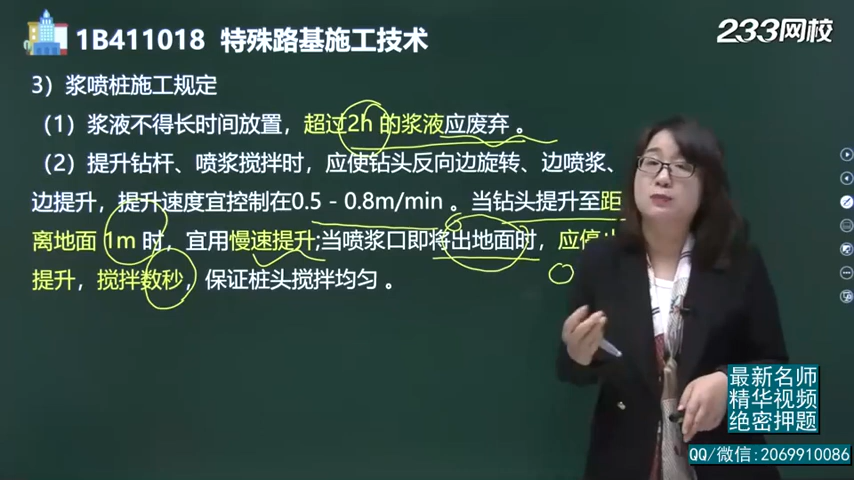 1B411018 特殊路基施工技术
233网校
3）浆喷桩施工规定
（1）浆液不得长时间放置，超过2h 的浆液应废弃 。
（2）提升钻杆、喷浆搅拌时，应使钻头反向边旋转、边喷浆、
边提升，提升速度宜控制在0.5－0.8m/min 。当钻头提升至距
离地面 1m 时，宜用慢速提升;当喷浆口即将出地面时，应停止
提升，搅拌数秒，保证桩头搅拌均匀 。
最新名师
精华视频
绝密押题
QQ/微信:2069910086